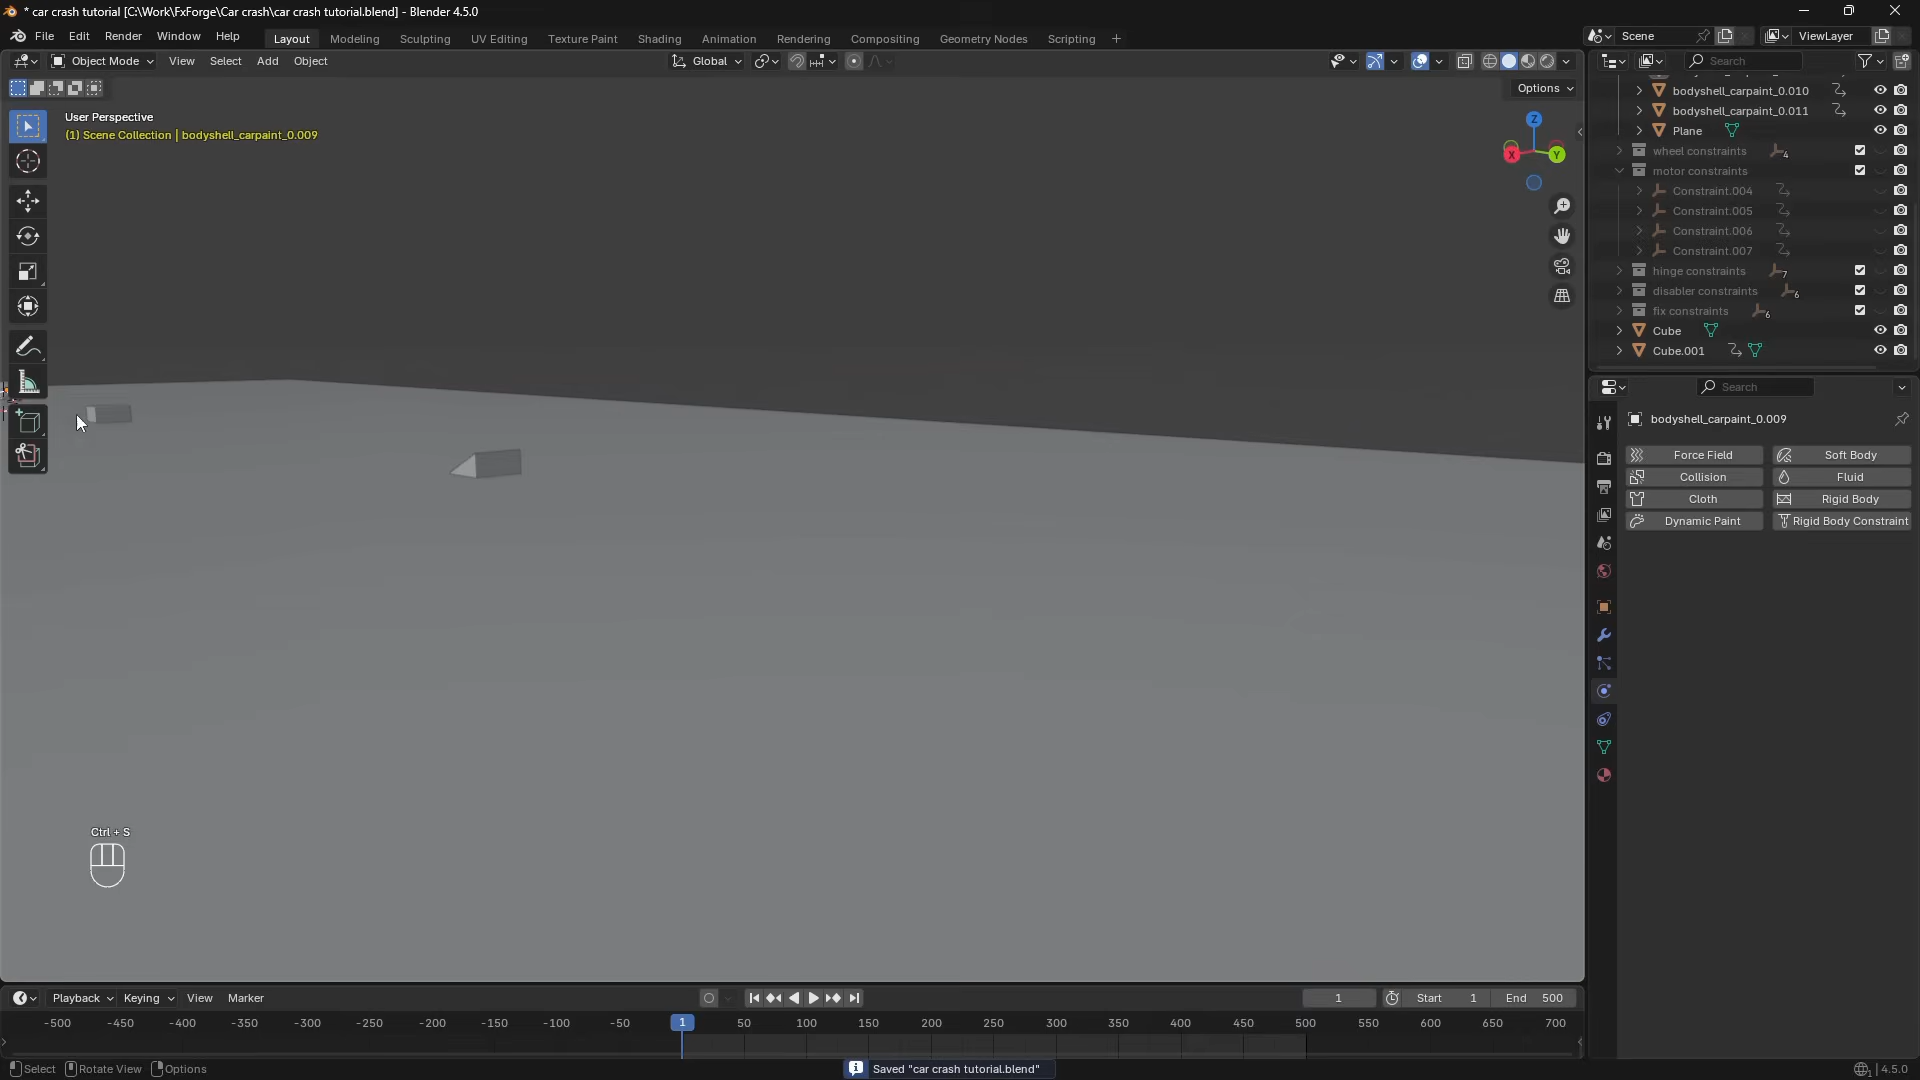 * car crash tutorial [C:\Work\FxForge\Car crash\car crash tutorial.blend] - Blender 4.5.0
File Edit Render Window Help Layout Modeling Sculpting UV Editing Texture Paint Shading Animation Rendering Compositing Geometry Nodes Scripting + Scene ViewLayer
Object Mode View Select Add Object Global Search
Options
User Perspective
(1) Scene Collection | bodyshell_carpaint_0.009
Z
X
Y
bodyshell_carpaint_0.010
bodyshell_carpaint_0.011
Plane
wheel constraints 4
motor constraints
Constraint.004
Constraint.005
Constraint.006
Constraint.007
hinge constraints 7
disabler constraints 6
fix constraints 6
Cube
Cube.001
Search
bodyshell_carpaint_0.009
Force Field Soft Body
Collision Fluid
Cloth Rigid Body
Dynamic Paint Rigid Body Constraint
Ctrl + S
Playback Keying View Marker 1 Start 1 End 500
-500 -450 -400 -350 -300 -250 -200 -150 -100 -50 1 50 100 150 200 250 300 350 400 450 500 550 600 650 700 750
Select Rotate View Options Saved "car crash tutorial.blend" 4.5.0